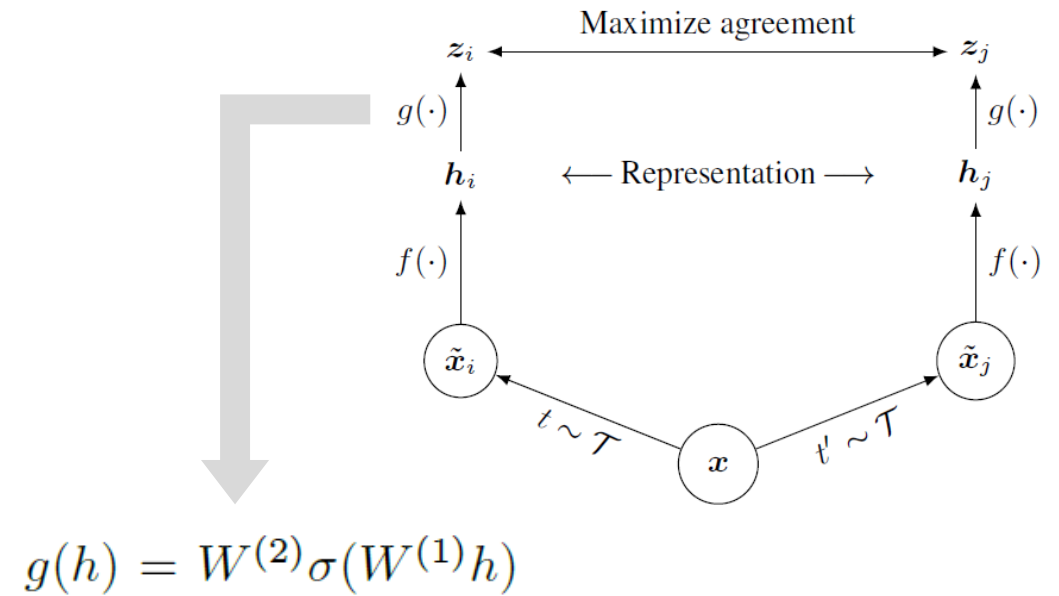 Maximize agreement
z_i z_j
g(·) g(·)
h_i ⟵ Representation ⟶ h_j
f(·) f(·)
x̃_i x̃_j
t ∼ 𝒯 t′ ∼ 𝒯
x
g(h) = W^{(2)}σ(W^{(1)}h)